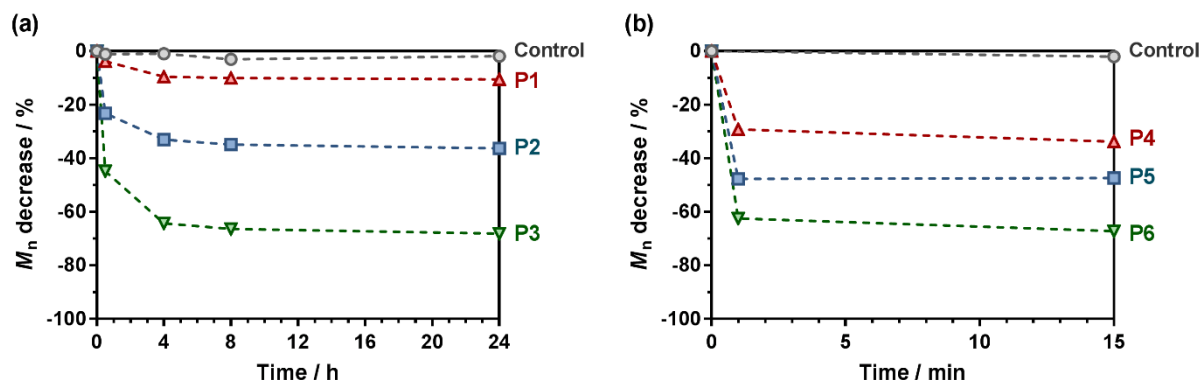 (a)
Control
P1
P2
P3
0
-20
-40
-60
-80
-100
Mn decrease / %
0 4 8 12 16 20 24
Time / h
(b)
Control
P4
P5
P6
0
-20
-40
-60
-80
-100
Mn decrease / %
0 5 10 15
Time / min